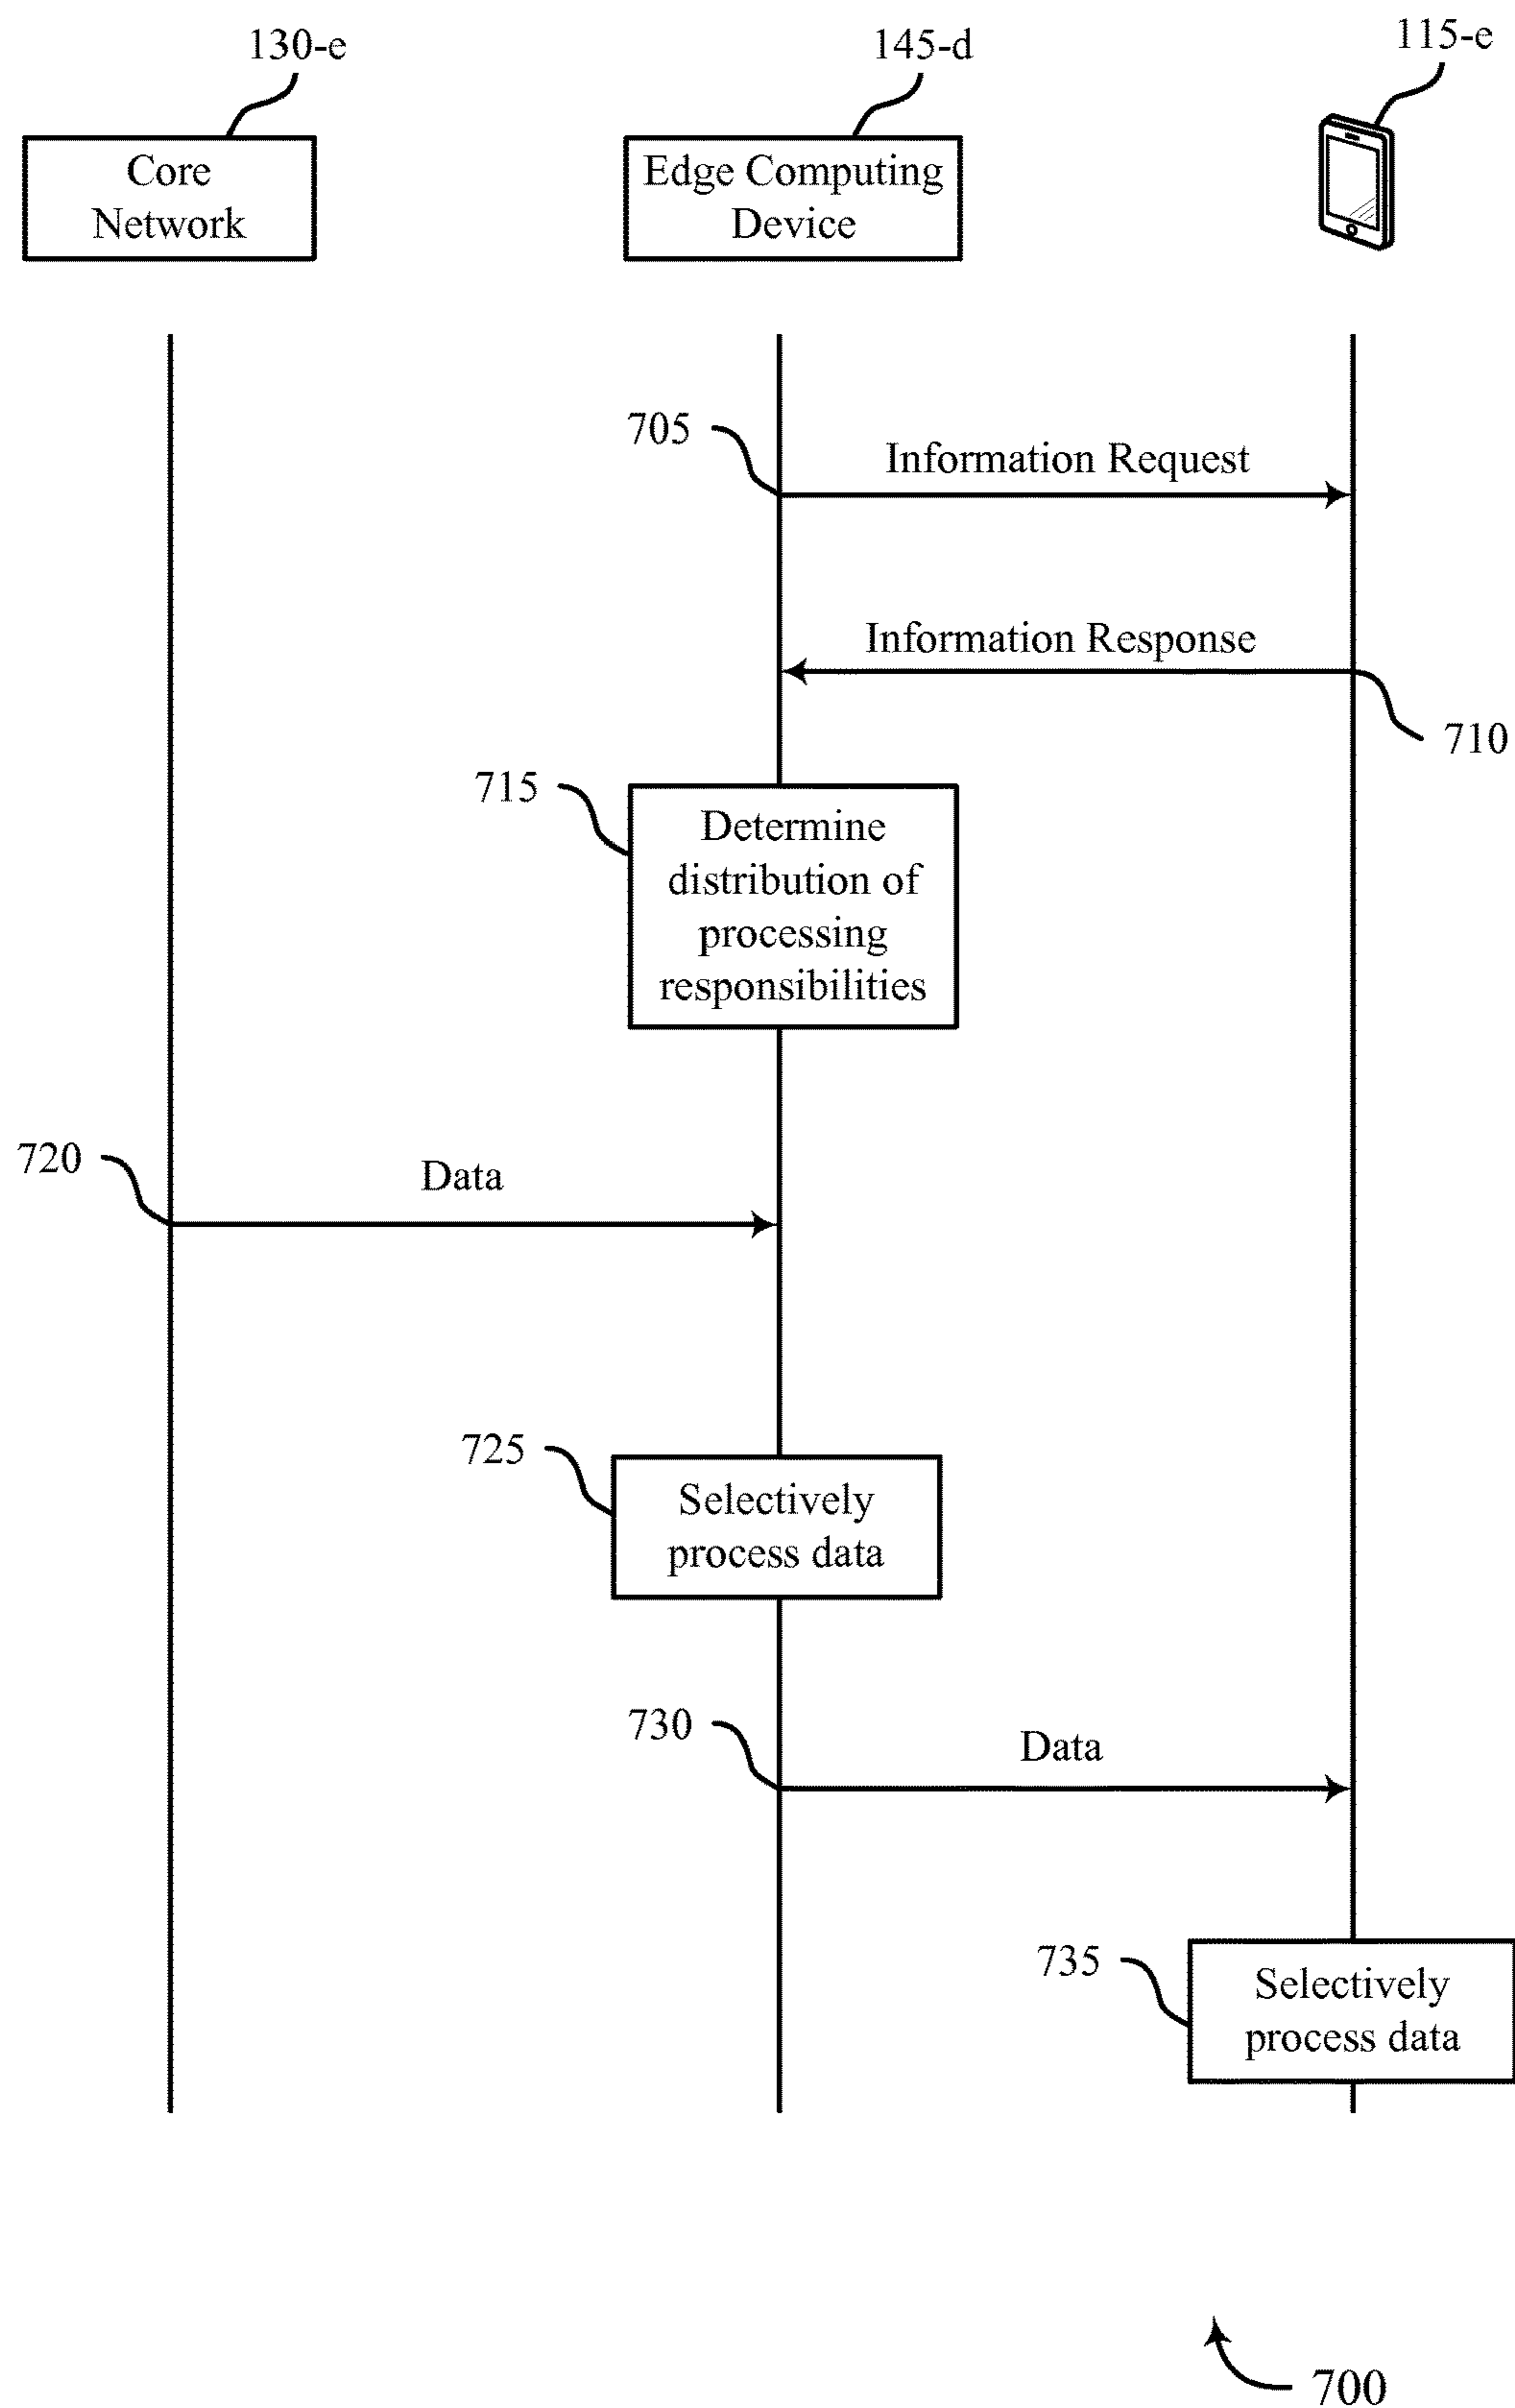 130-e
145-d
115-e
Core
Network
Edge Computing
Device
705
Information Request
Information Response
710
715
Determine
distribution of
processing
responsibilities
720
Data
725
Selectively
process data
730
Data
735
Selectively
process data
700